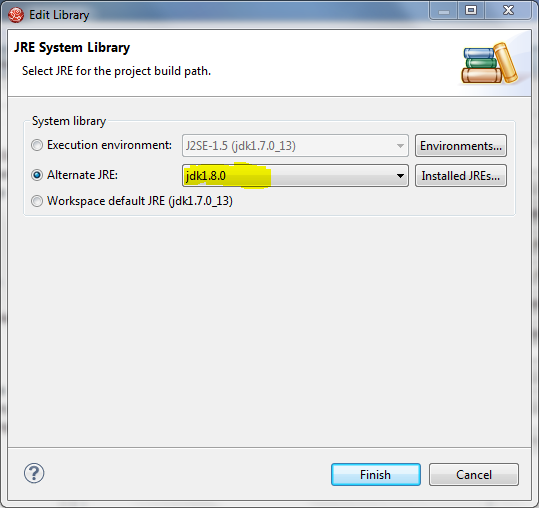 Edit Library
JRE System Library
Select JRE for the project build path.
System library
Execution environment: J2SE-1.5 (jdk1.7.0_13) Environments...
Alternate JRE: jdk1.8.0 Installed JREs...
Workspace default JRE (jdk1.7.0_13)
? Finish Cancel